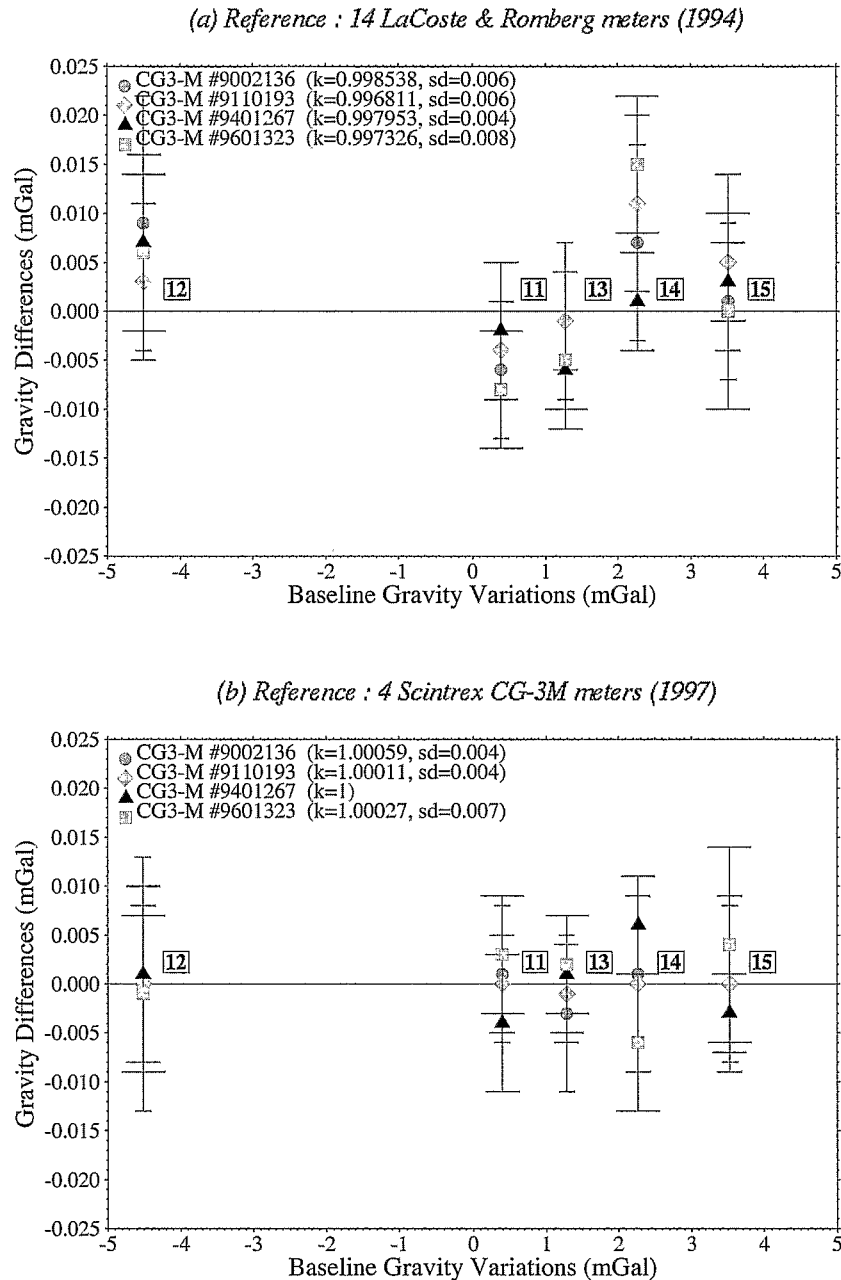 (a) Reference : 14 LaCoste & Romberg meters (1994)
0.025
0.020
0.015
0.010
0.005
0.000
-0.005
-0.010
-0.015
-0.020
-0.025
Gravity Differences (mGal)
CG3-M #9002136 (k=0.998538, sd=0.006)
CG3-M #9110193 (k=0.996811, sd=0.006)
CG3-M #9401267 (k=0.997953, sd=0.004)
CG3-M #9601323 (k=0.997326, sd=0.008)
12 11 13 14 15
-5 -4 -3 -2 -1 0 1 2 3 4 5
Baseline Gravity Variations (mGal)
(b) Reference : 4 Scintrex CG-3M meters (1997)
0.025
0.020
0.015
0.010
0.005
0.000
-0.005
-0.010
-0.015
-0.020
-0.025
Gravity Differences (mGal)
CG3-M #9002136 (k=1.00059, sd=0.004)
CG3-M #9110193 (k=1.00011, sd=0.004)
CG3-M #9401267 (k=1)
CG3-M #9601323 (k=1.00027, sd=0.007)
12 11 13 14 15
-5 -4 -3 -2 -1 0 1 2 3 4 5
Baseline Gravity Variations (mGal)